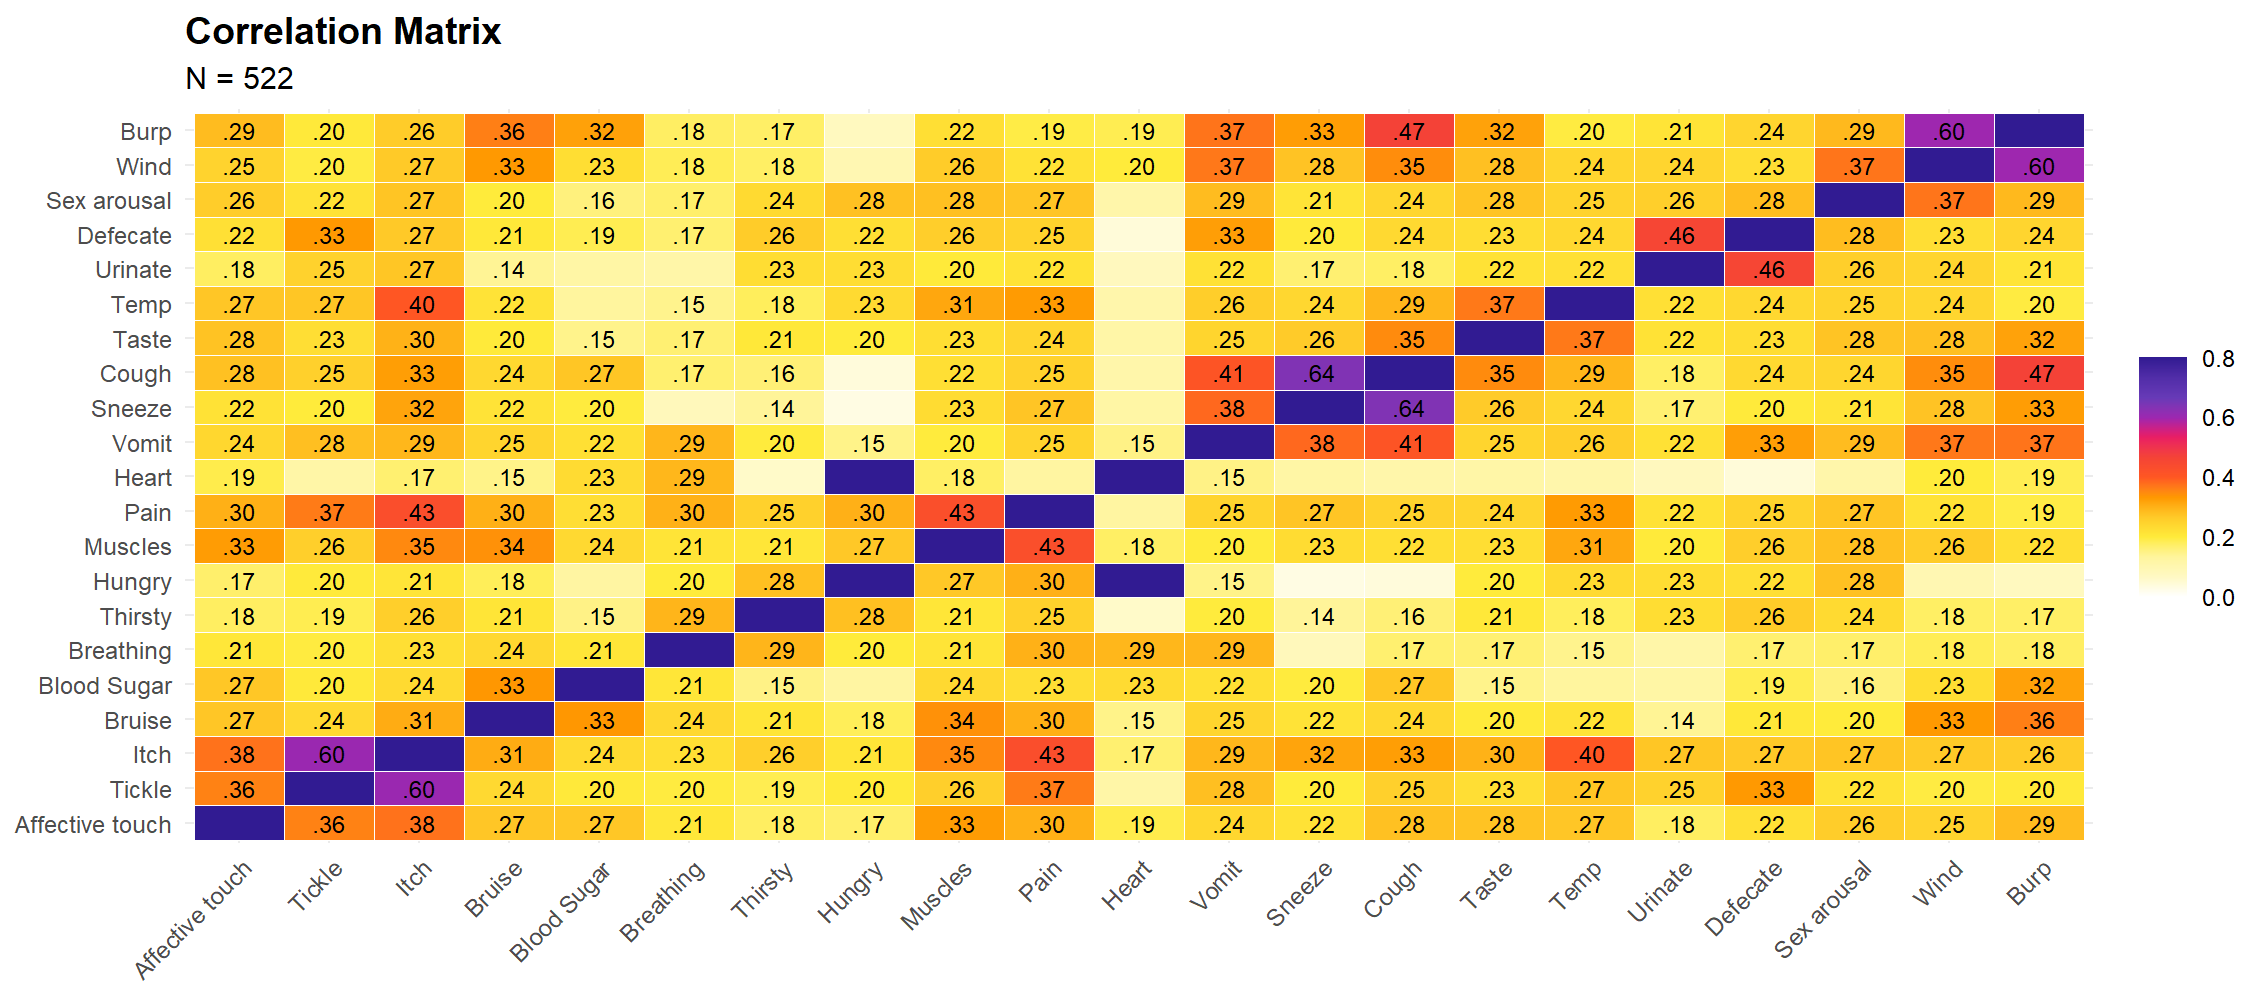 Correlation Matrix
N = 522
Burp .29 .20 .26 .36 .32 .18 .17 .22 .19 .19 .37 .33 .47 .32 .20 .21 .24 .29 .60
Wind .25 .20 .27 .33 .23 .18 .18 .26 .22 .20 .37 .28 .35 .28 .24 .24 .23 .37 .60
Sex arousal .26 .22 .27 .20 .16 .17 .24 .28 .28 .27 .29 .21 .24 .28 .25 .26 .28 .37 .29
Defecate .22 .33 .27 .21 .19 .17 .26 .22 .26 .25 .33 .20 .24 .23 .24 .46 .28 .23 .24
Urinate .18 .25 .27 .14 .23 .23 .20 .22 .22 .17 .18 .22 .22 .46 .26 .24 .21
Temp .27 .27 .40 .22 .15 .18 .23 .31 .33 .26 .24 .29 .37 .22 .24 .25 .24 .20
Taste .28 .23 .30 .20 .15 .17 .21 .20 .23 .24 .25 .26 .35 .37 .22 .23 .28 .28 .32
Cough .28 .25 .33 .24 .27 .17 .16 .22 .25 .41 .64 .35 .29 .18 .24 .24 .35 .47
Sneeze .22 .20 .32 .22 .20 .14 .23 .27 .38 .64 .26 .24 .17 .20 .21 .28 .33
Vomit .24 .28 .29 .25 .22 .29 .20 .15 .20 .25 .15 .38 .41 .25 .26 .22 .33 .29 .37 .37
Heart .19 .17 .15 .23 .29 .18 .15 .20 .19
Pain .30 .37 .43 .30 .23 .30 .25 .30 .43 .25 .27 .25 .24 .33 .22 .25 .27 .22 .19
Muscles .33 .26 .35 .34 .24 .21 .21 .27 .43 .18 .20 .23 .22 .23 .31 .20 .26 .28 .26 .22
Hungry .17 .20 .21 .18 .20 .28 .27 .30 .15 .20 .23 .23 .22 .28
Thirsty .18 .19 .26 .21 .15 .29 .28 .21 .25 .20 .14 .16 .21 .18 .23 .26 .24 .18 .17
Breathing .21 .20 .23 .24 .21 .29 .20 .21 .30 .29 .29 .17 .17 .15 .17 .17 .18 .18
Blood Sugar .27 .20 .24 .33 .21 .15 .24 .23 .23 .22 .20 .27 .15 .19 .16 .23 .32
Bruise .27 .24 .31 .33 .24 .21 .18 .34 .30 .15 .25 .22 .24 .20 .22 .14 .21 .20 .33 .36
Itch .38 .60 .31 .24 .23 .26 .21 .35 .43 .17 .29 .32 .33 .30 .40 .27 .27 .27 .27 .26
Tickle .36 .60 .24 .20 .20 .19 .20 .26 .37 .28 .20 .25 .23 .27 .25 .33 .22 .20 .20
Affective touch .36 .38 .27 .27 .21 .18 .17 .33 .30 .19 .24 .22 .28 .28 .27 .18 .22 .26 .25 .29
Affective touch Tickle Itch Bruise Blood Sugar Breathing Thirsty Hungry Muscles Pain Heart Vomit Sneeze Cough Taste Temp Urinate Defecate Sex arousal Wind Burp
0.8
0.6
0.4
0.2
0.0